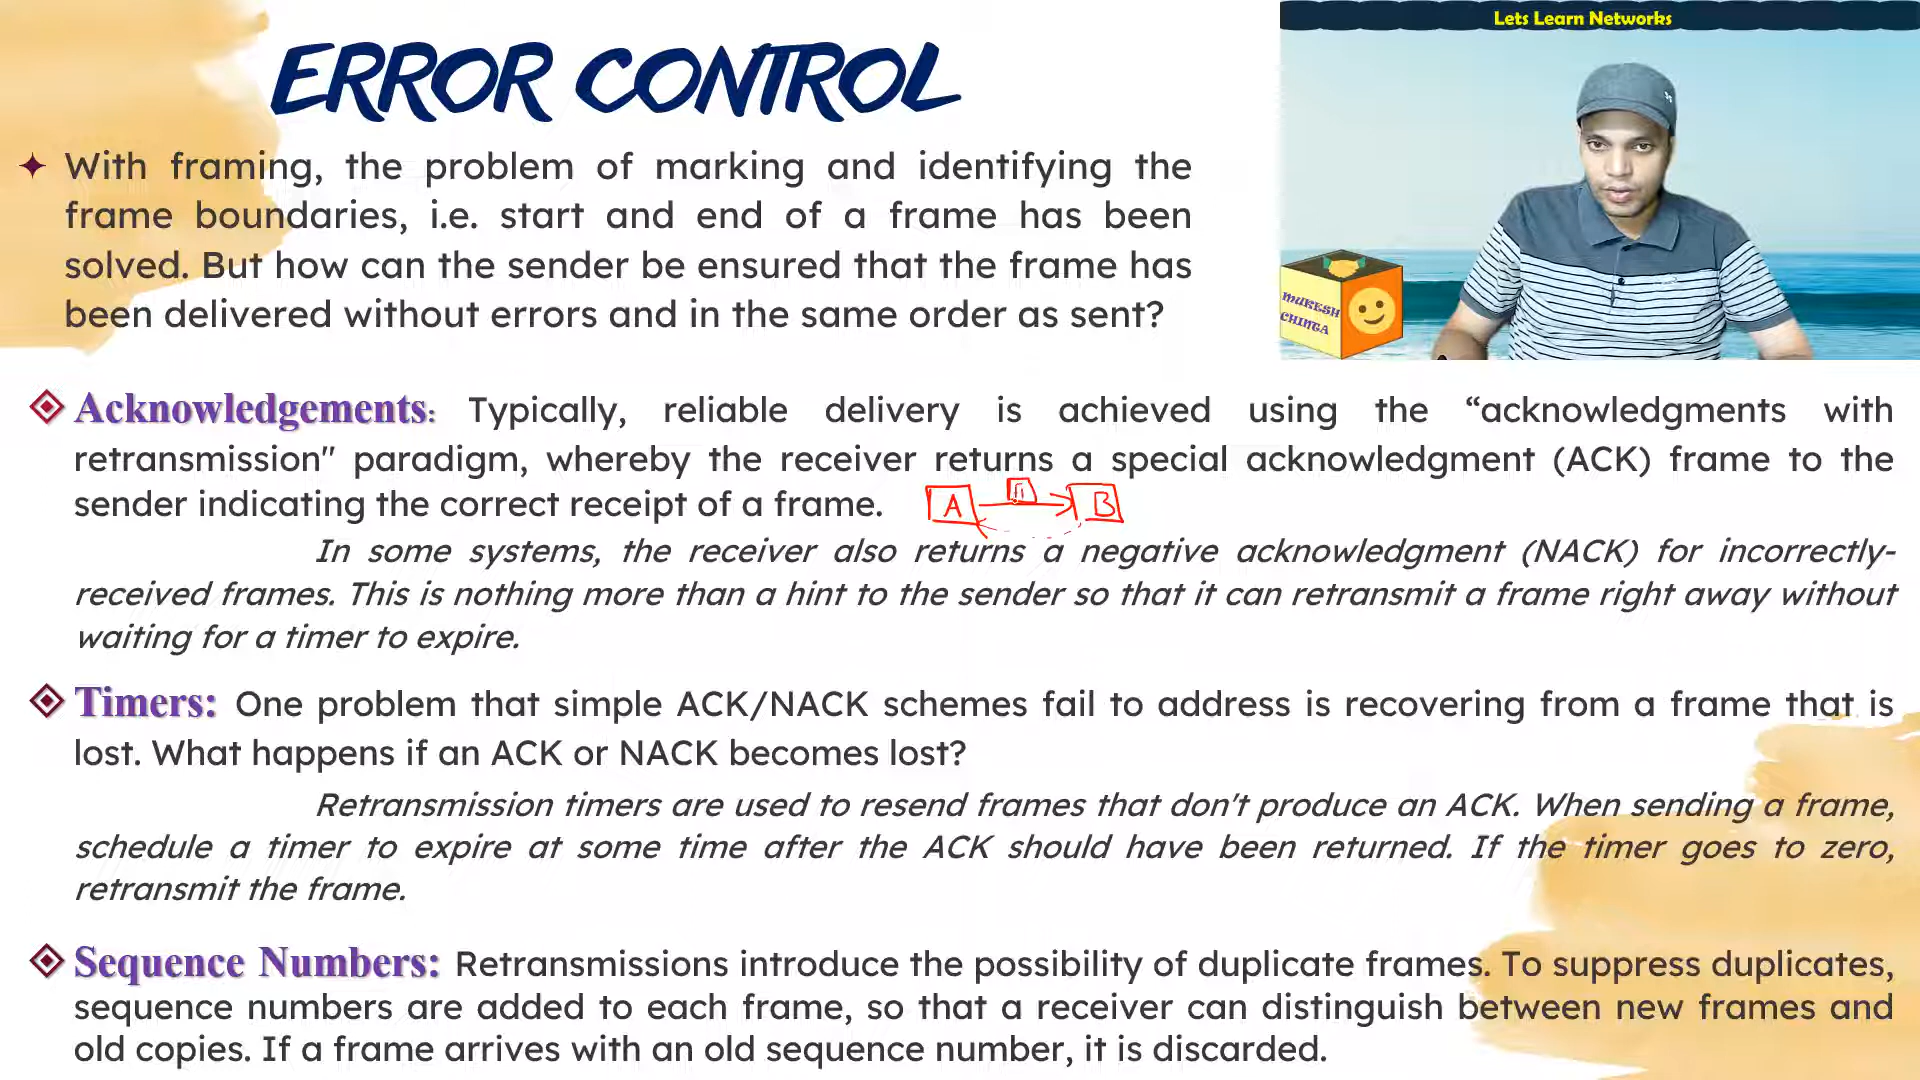 Lets Learn Networks
ERROR CONTROL
With framing, the problem of marking and identifying the
frame boundaries, i.e. start and end of a frame has been
solved. But how can the sender be ensured that the frame has
been delivered without errors and in the same order as sent?
MUKESH
CHINTA
Acknowledgements: Typically, reliable delivery is achieved using the “acknowledgments with
retransmission" paradigm, whereby the receiver returns a special acknowledgment (ACK) frame to the
sender indicating the correct receipt of a frame.
A B
In some systems, the receiver also returns a negative acknowledgment (NACK) for incorrectly-
received frames. This is nothing more than a hint to the sender so that it can retransmit a frame right away without
waiting for a timer to expire.
Timers: One problem that simple ACK/NACK schemes fail to address is recovering from a frame that is
lost. What happens if an ACK or NACK becomes lost?
Retransmission timers are used to resend frames that don't produce an ACK. When sending a frame,
schedule a timer to expire at some time after the ACK should have been returned. If the timer goes to zero,
retransmit the frame.
Sequence Numbers: Retransmissions introduce the possibility of duplicate frames. To suppress duplicates,
sequence numbers are added to each frame, so that a receiver can distinguish between new frames and
old copies. If a frame arrives with an old sequence number, it is discarded.